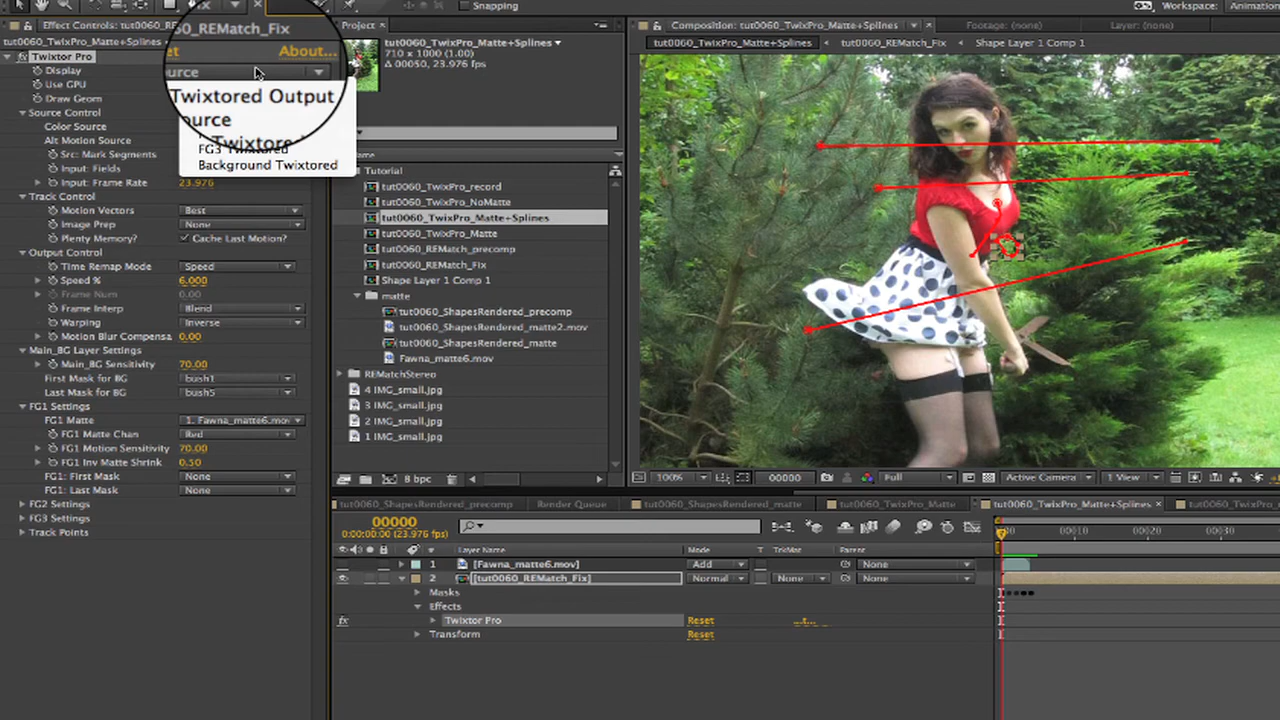 Snapping
Workspace:
Animation
Effect Controls: tut0060_TwixPro_
50_REMatch_Fix
Project
Composition: tut0060_TwixPro_Matte+Splines
Footage: (none)
Layer: (none)
tut0060_TwixPro_Matte+Splines
About...
tut0060_TwixPro_Matte+Splines
710 x 1000 (1.00)
Δ 00050, 23.976 fps
tut0060_TwixPro_Matte+Splines
tut0060_REMatch_Fix
Shape Layer 1 Comp 1
Twixtor Pro
Display
Use GPU
Draw Geom
Source Control
Color Source
Alt Motion Source
Src: Mark Segments
Input: Fields
Input: Frame Rate
23.976
Twixtored Output
ource
Twixtored
FG3 Twixtored
Background Twixtored
Track Control
Motion Vectors
Best
Image Prep
None
Plenty Memory?
Cache Last Motion?
Output Control
Time Remap Mode
Speed
Speed %
6.000
Frame Num
0.00
Frame Interp
Blend
Warping
Inverse
Motion Blur Compensa
0.00
Main_BG Layer Settings
Main_BG Sensitivity
70.00
First Mask for BG
bush1
Last Mask for BG
bush5
FG1 Settings
FG1 Matte
1. Fawna_matte6.mov
FG1 Matte Chan
Red
FG1 Motion Sensitivity
70.00
FG1 Inv Matte Shrink
0.50
FG1: First Mask
None
FG1: Last Mask
None
FG2 Settings
FG3 Settings
Track Points
Tutorial
tut0060_TwixPro_record
tut0060_TwixPro_NoMatte
tut0060_TwixPro_Matte+Splines
tut0060_TwixPro_Matte
tut0060_REMatch_precomp
tut0060_REMatch_Fix
Shape Layer 1 Comp 1
matte
tut0060_ShapesRendered_precomp
tut0060_ShapesRendered_matte2.mov
tut0060_ShapesRendered_matte
Fawna_matte6.mov
REMatchStereo
4 IMG_small.jpg
3 IMG_small.jpg
2 IMG_small.jpg
1 IMG_small.jpg
8 bpc
100%
00000
Full
Active Camera
1 View
tut0060_ShapesRendered_precomp
Render Queue
tut0060_ShapesRendered_matte
tut0060_TwixPro_Matte
tut0060_TwixPro_Matte+Splines
tut0060_TwixPro_
00000
0:00:00:00 (23.976 fps)
00010
00020
00030
#
Layer Name
Mode
T
TrkMat
Parent
1
[Fawna_matte6.mov]
Add
None
2
[tut0060_REMatch_Fix]
Normal
None
None
Masks
Effects
Twixtor Pro
Reset
Transform
Reset